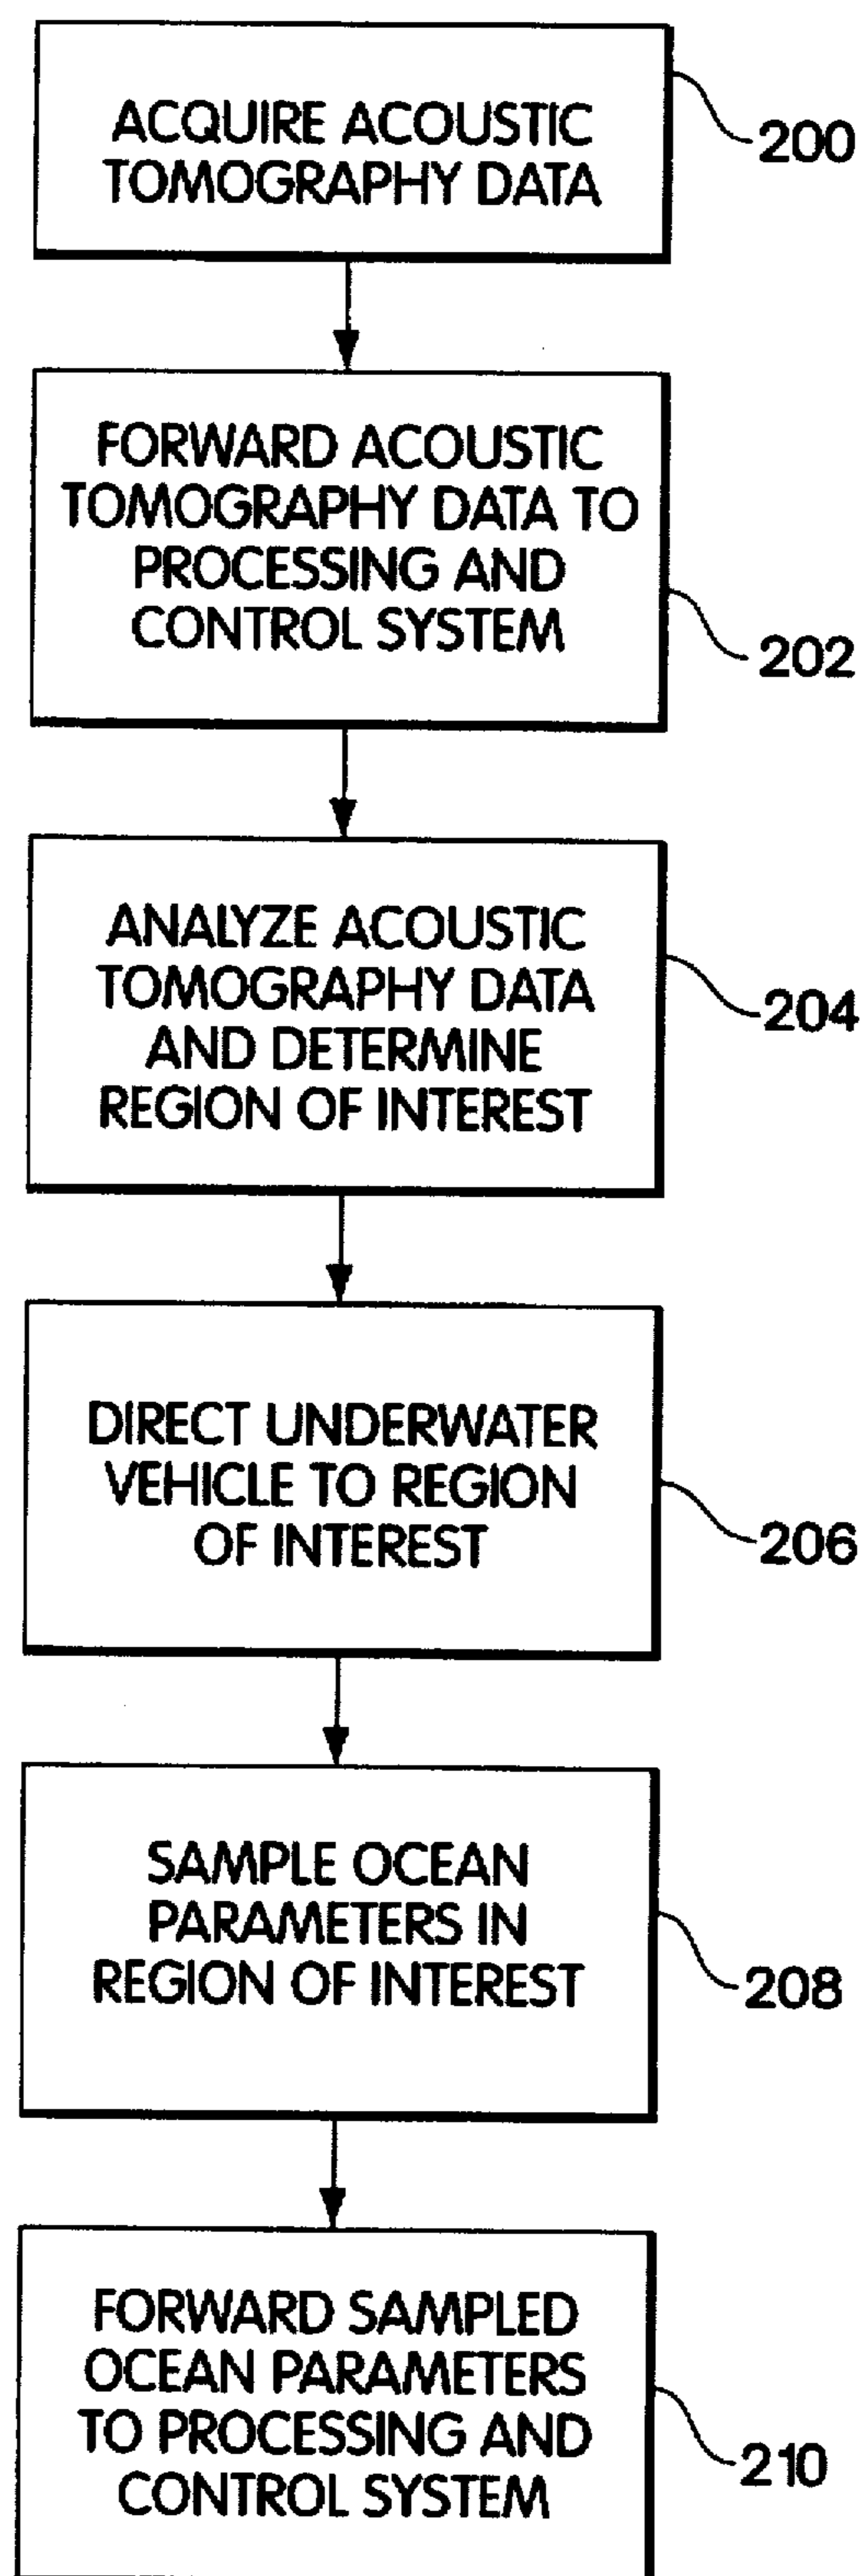 ACQUIRE ACOUSTIC
TOMOGRAPHY DATA
200
FORWARD ACOUSTIC
TOMOGRAPHY DATA TO
PROCESSING AND
CONTROL SYSTEM
202
ANALYZE ACOUSTIC
TOMOGRAPHY DATA
AND DETERMINE
REGION OF INTEREST
204
DIRECT UNDERWATER
VEHICLE TO REGION
OF INTEREST
206
SAMPLE OCEAN
PARAMETERS IN
REGION OF INTEREST
208
FORWARD SAMPLED
OCEAN PARAMETERS
TO PROCESSING AND
CONTROL SYSTEM
210